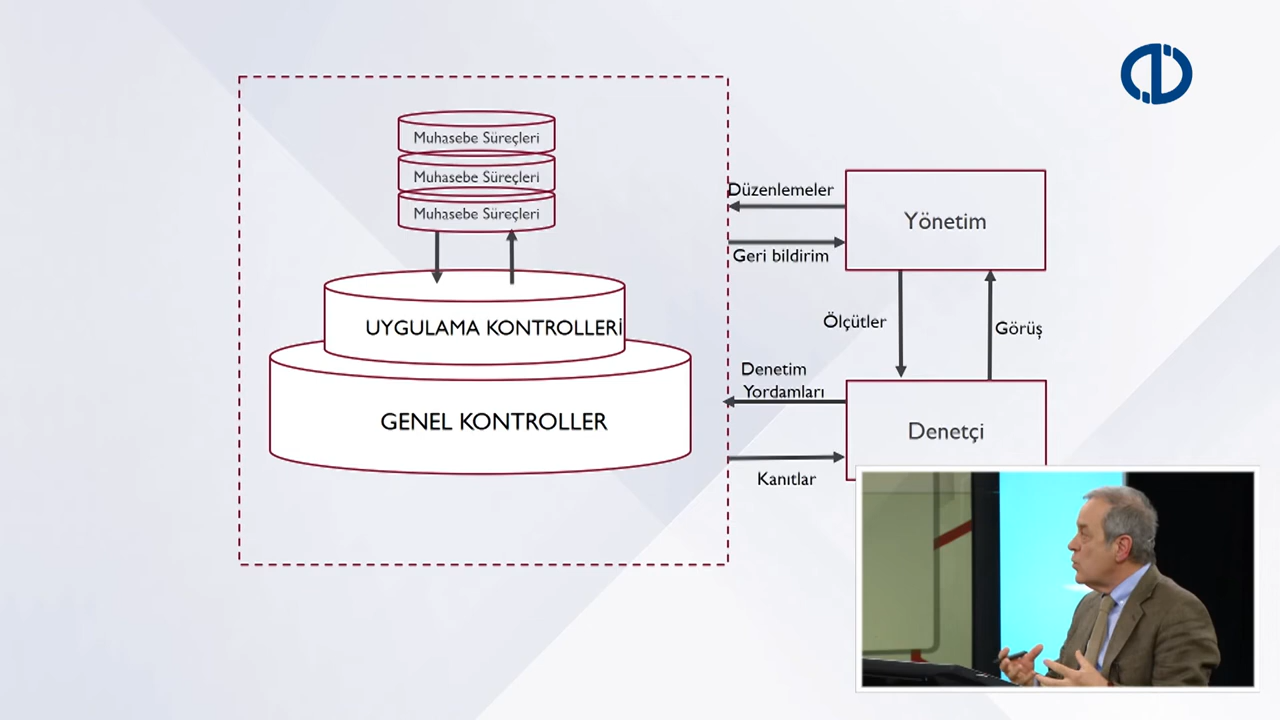 Muhasebe Süreçleri
Muhasebe Süreçleri
Muhasebe Süreçleri
UYGULAMA KONTROLLERİ
GENEL KONTROLLER
Düzenlemeler
Geri bildirim
Yönetim
Ölçütler
Görüş
Denetim
Yordamları
Denetçi
Kanıtlar